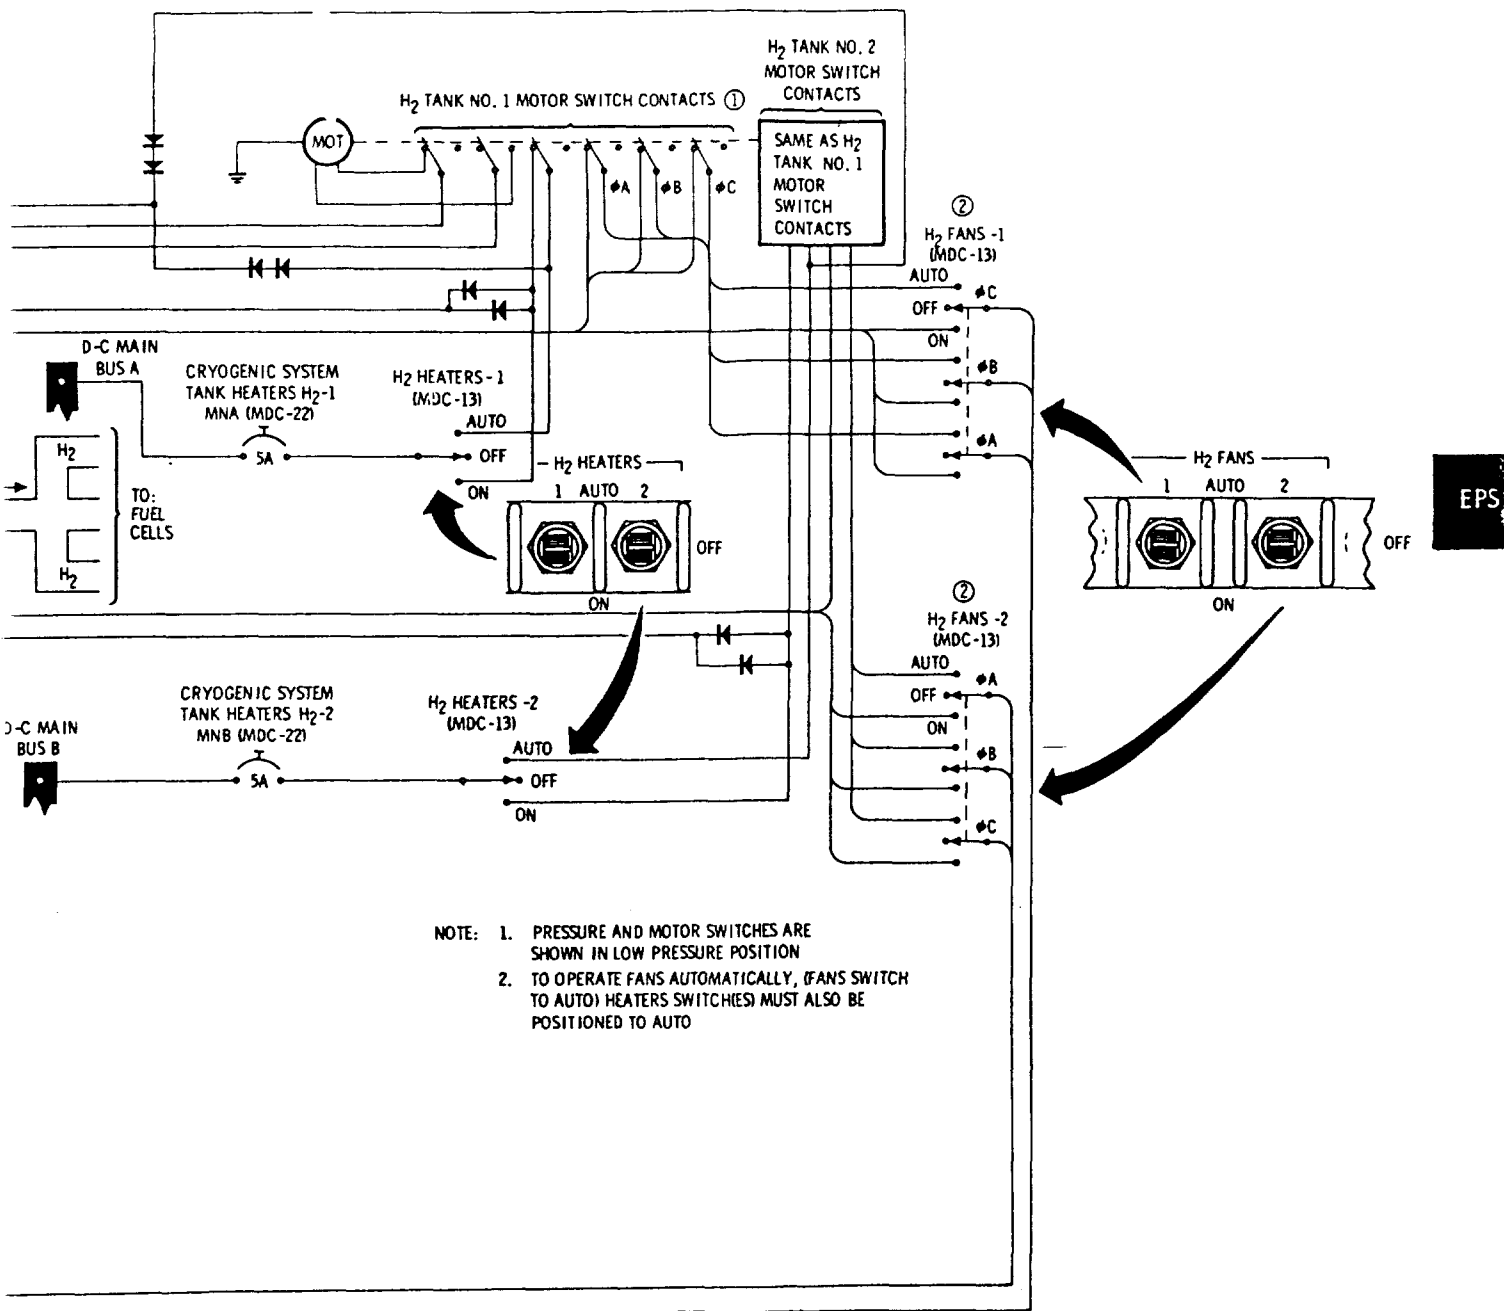 H2 TANK NO. 2
MOTOR SWITCH
CONTACTS
H2 TANK NO. 1 MOTOR SWITCH CONTACTS ①
MOT
SAME AS H2
TANK NO. 1
MOTOR
SWITCH
CONTACTS
φA
φB
φC
②
H2 FANS -1
(MDC-13)
AUTO
φC
OFF
ON
φB
φA
D-C MAIN
BUS A
CRYOGENIC SYSTEM
TANK HEATERS H2-1
MNA (MDC-22)
5A
H2 HEATERS -1
(MDC-13)
AUTO
OFF
ON
H2
H2
TO:
FUEL
CELLS
H2 HEATERS
1 AUTO 2
OFF
ON
H2 FANS
1 AUTO 2
OFF
ON
EPS
②
H2 FANS -2
(MDC-13)
AUTO
φA
OFF
ON
φB
φC
D-C MAIN
BUS B
CRYOGENIC SYSTEM
TANK HEATERS H2-2
MNB (MDC-22)
5A
H2 HEATERS -2
(MDC-13)
AUTO
OFF
ON
NOTE: 1. PRESSURE AND MOTOR SWITCHES ARE
SHOWN IN LOW PRESSURE POSITION
2. TO OPERATE FANS AUTOMATICALLY, (FANS SWITCH
TO AUTO) HEATERS SWITCH(ES) MUST ALSO BE
POSITIONED TO AUTO